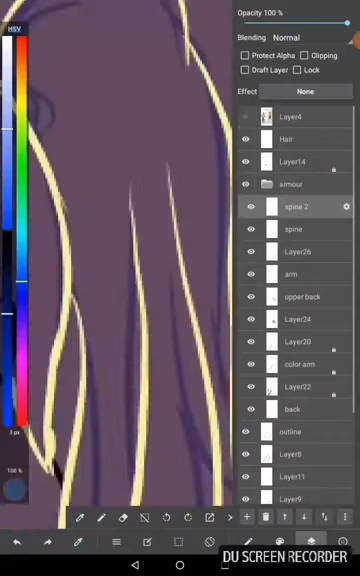 HSV
Opacity 100 %
Blending Normal
Protect Alpha Clipping
Draft Layer Lock
Effect None
Layer4
Hair
Layer14
armour
spine 2
spine
Layer26
arm
upper back
Layer24
Layer20
color arm
Layer22
back
outline
Layer8
Layer11
Layer9
3 px
100 %
DU SCREEN RECORDER